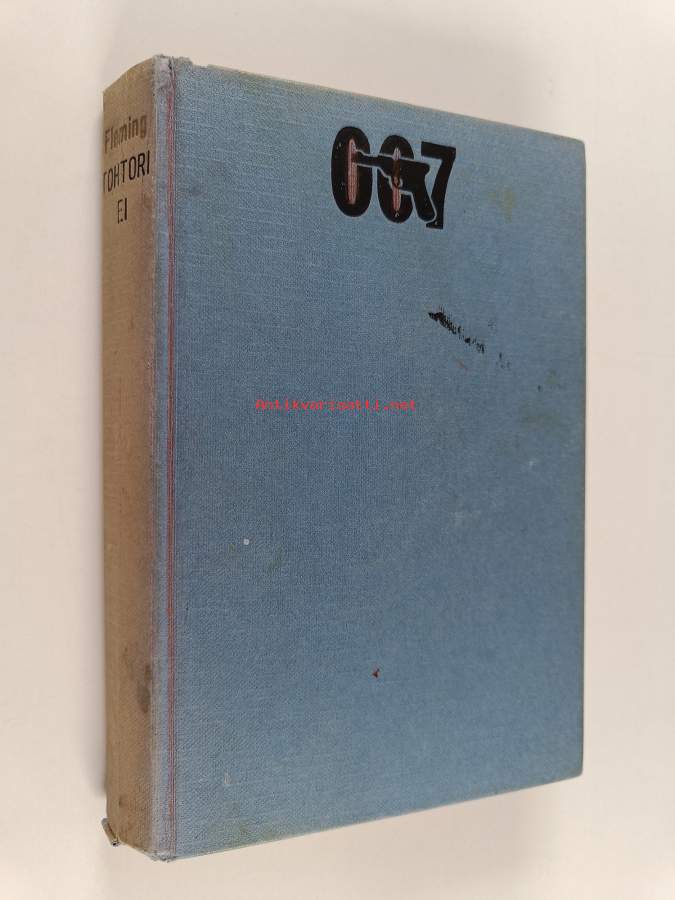 Fleming
TOHTORI
EI
007
Antikvariaatti.net